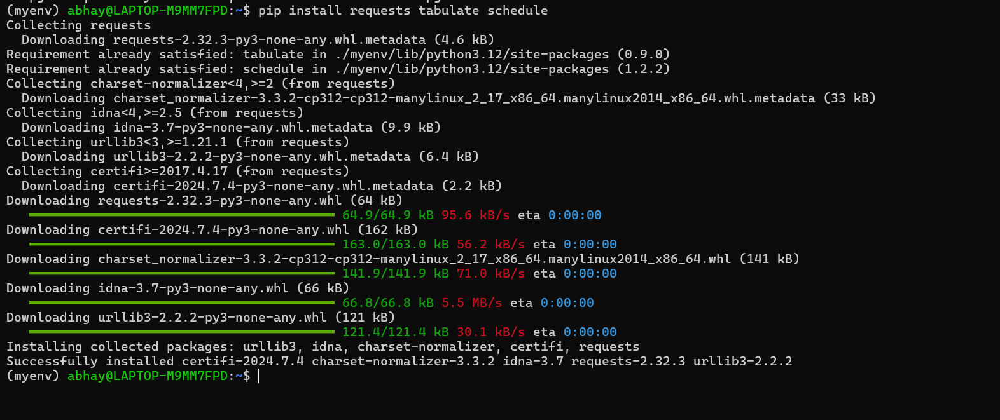 (myenv) abhay@LAPTOP-M9MM7FPD:~$ pip install requests tabulate schedule
Collecting requests
  Downloading requests-2.32.3-py3-none-any.whl.metadata (4.6 kB)
Requirement already satisfied: tabulate in ./myenv/lib/python3.12/site-packages (0.9.0)
Requirement already satisfied: schedule in ./myenv/lib/python3.12/site-packages (1.2.2)
Collecting charset-normalizer<4,>=2 (from requests)
  Downloading charset_normalizer-3.3.2-cp312-cp312-manylinux_2_17_x86_64.manylinux2014_x86_64.whl.metadata (33 kB)
Collecting idna<4,>=2.5 (from requests)
  Downloading idna-3.7-py3-none-any.whl.metadata (9.9 kB)
Collecting urllib3<3,>=1.21.1 (from requests)
  Downloading urllib3-2.2.2-py3-none-any.whl.metadata (6.4 kB)
Collecting certifi>=2017.4.17 (from requests)
  Downloading certifi-2024.7.4-py3-none-any.whl.metadata (2.2 kB)
Downloading requests-2.32.3-py3-none-any.whl (64 kB)
64.9/64.9 kB 95.6 kB/s eta 0:00:00
Downloading certifi-2024.7.4-py3-none-any.whl (162 kB)
163.0/163.0 kB 56.2 kB/s eta 0:00:00
Downloading charset_normalizer-3.3.2-cp312-cp312-manylinux_2_17_x86_64.manylinux2014_x86_64.whl (141 kB)
141.9/141.9 kB 71.0 kB/s eta 0:00:00
Downloading idna-3.7-py3-none-any.whl (66 kB)
66.8/66.8 kB 5.5 MB/s eta 0:00:00
Downloading urllib3-2.2.2-py3-none-any.whl (121 kB)
121.4/121.4 kB 30.1 kB/s eta 0:00:00
Installing collected packages: urllib3, idna, charset-normalizer, certifi, requests
Successfully installed certifi-2024.7.4 charset-normalizer-3.3.2 idna-3.7 requests-2.32.3 urllib3-2.2.2
(myenv) abhay@LAPTOP-M9MM7FPD:~$